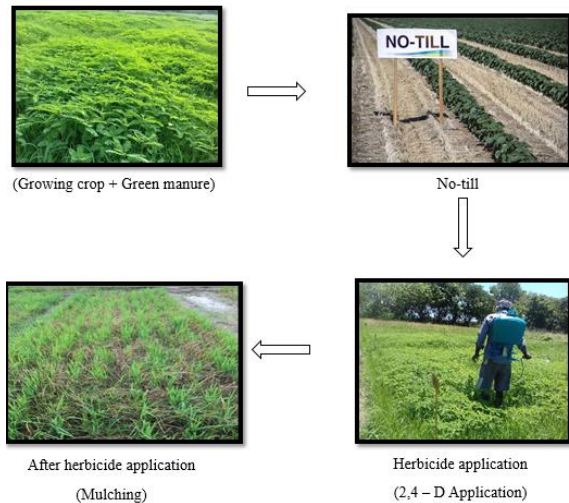 NO-TILL
(Growing crop + Green manure)
No-till
After herbicide application
(Mulching)
Herbicide application
(2,4 – D Application)